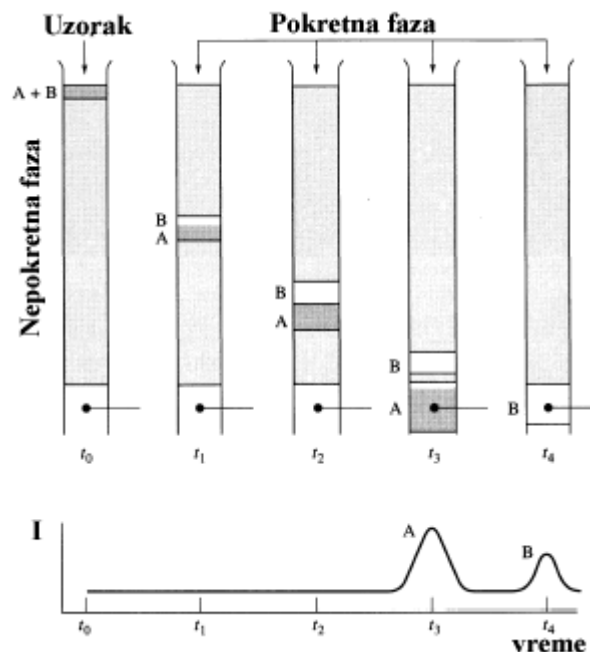 Uzorak
Pokretna faza
A + B
Nepokretna faza
B
A
B
A
B
A
B
t₀
t₁
t₂
t₃
t₄
I
A
B
t₀
t₁
t₂
t₃
t₄
vreme